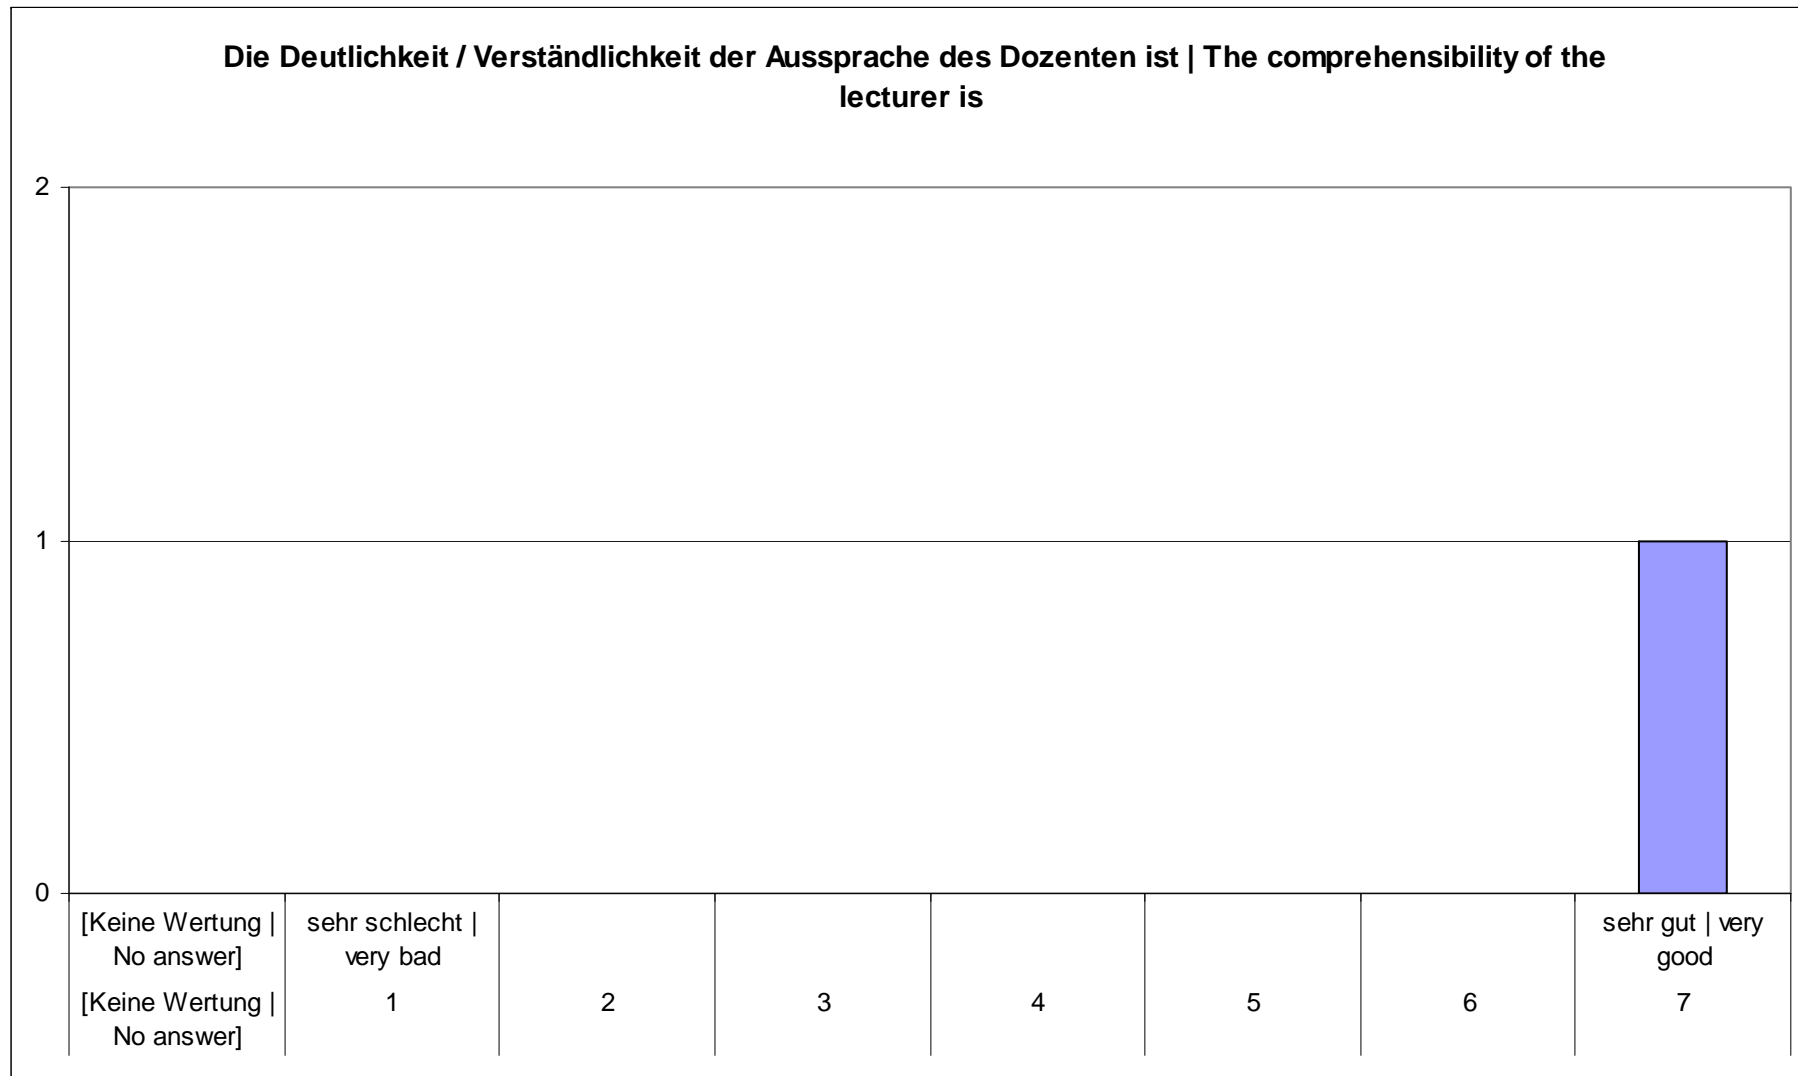 Die Deutlichkeit / Verständlichkeit der Aussprache des Dozenten ist | The comprehensibility of the
lecturer is
2
1
0
[Keine Wertung |
No answer]
sehr schlecht |
very bad
sehr gut | very
good
[Keine Wertung |
No answer]
1
2
3
4
5
6
7